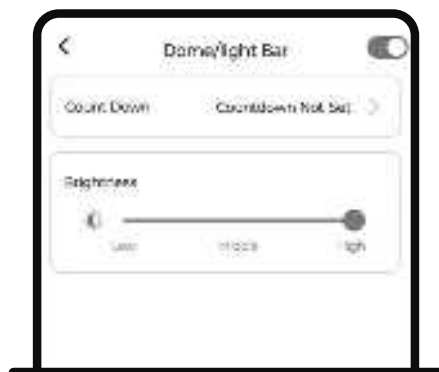 Dome/light Bar
Count Down Countdown Not Set
Brightness
Low Middle High